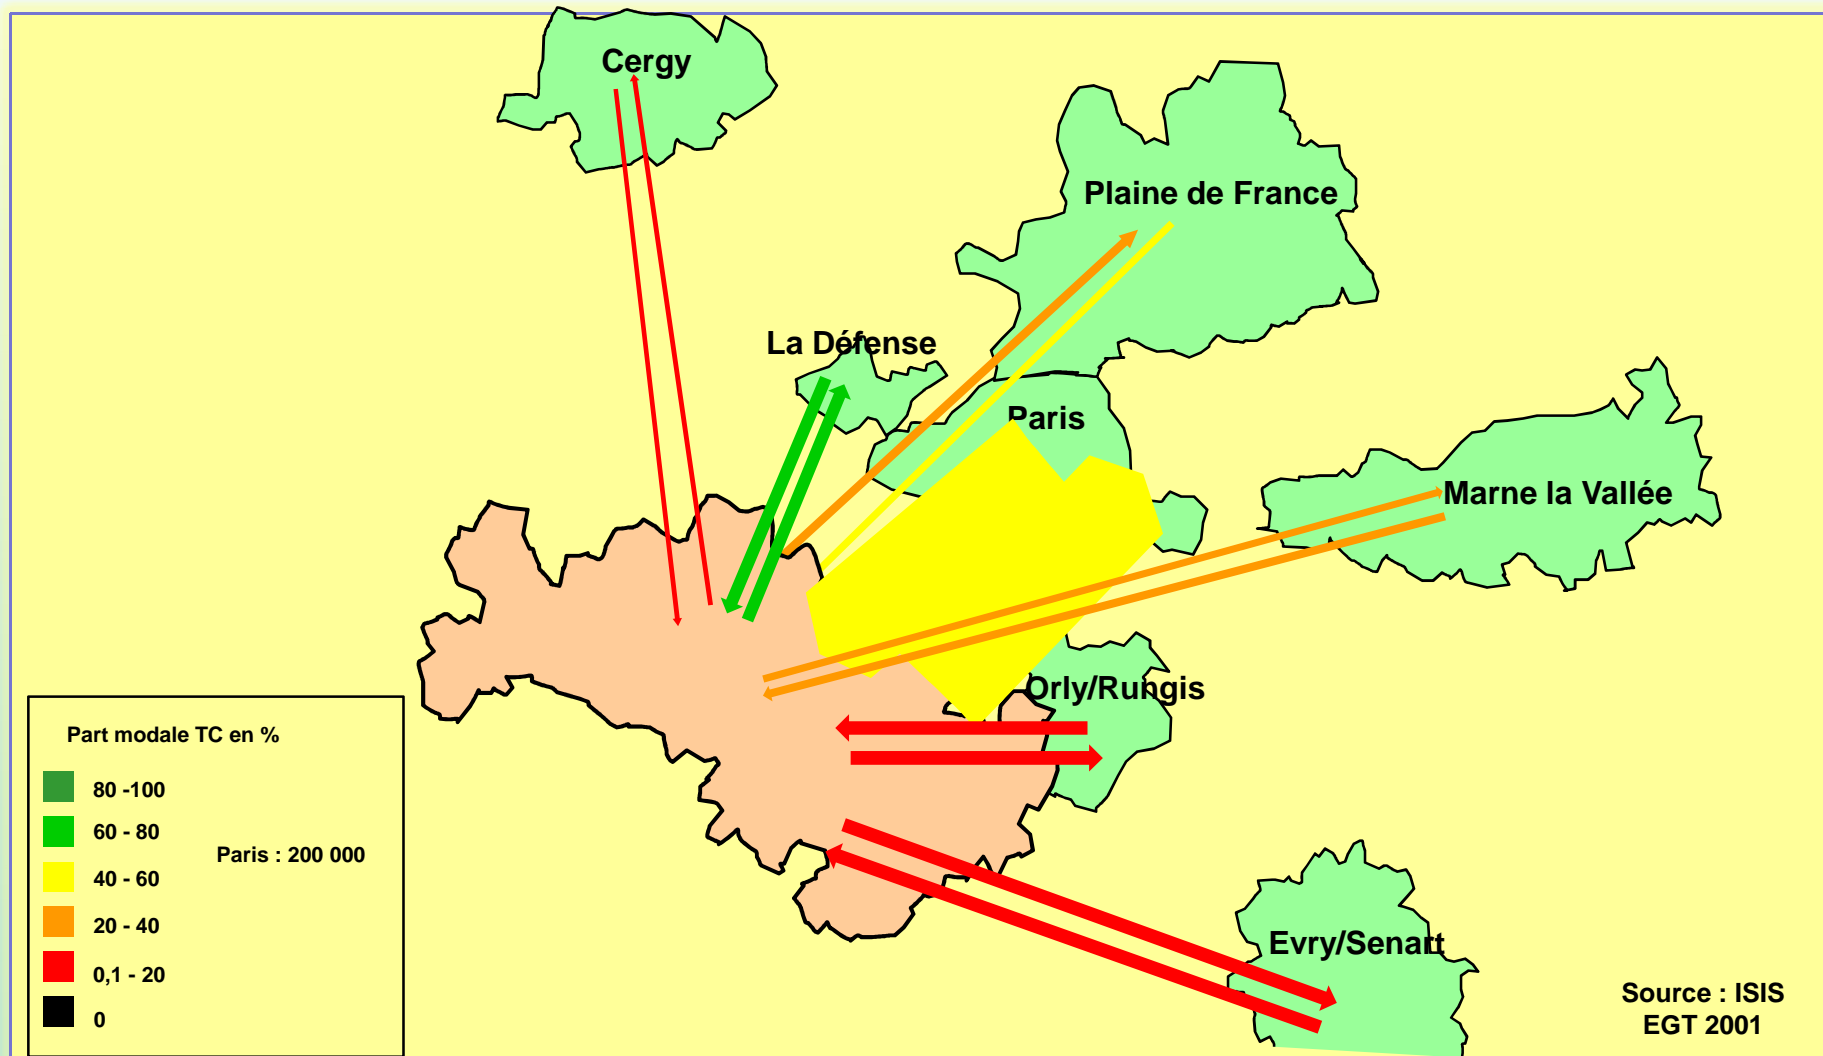 Cergy
Plaine de France
La Défense
Paris
Marne la Vallée
Orly/Rungis
Part modale TC en %
80 -100
60 - 80
Paris : 200 000
40 - 60
20 - 40
0,1 - 20
0
Evry/Senart
Source : ISIS
EGT 2001